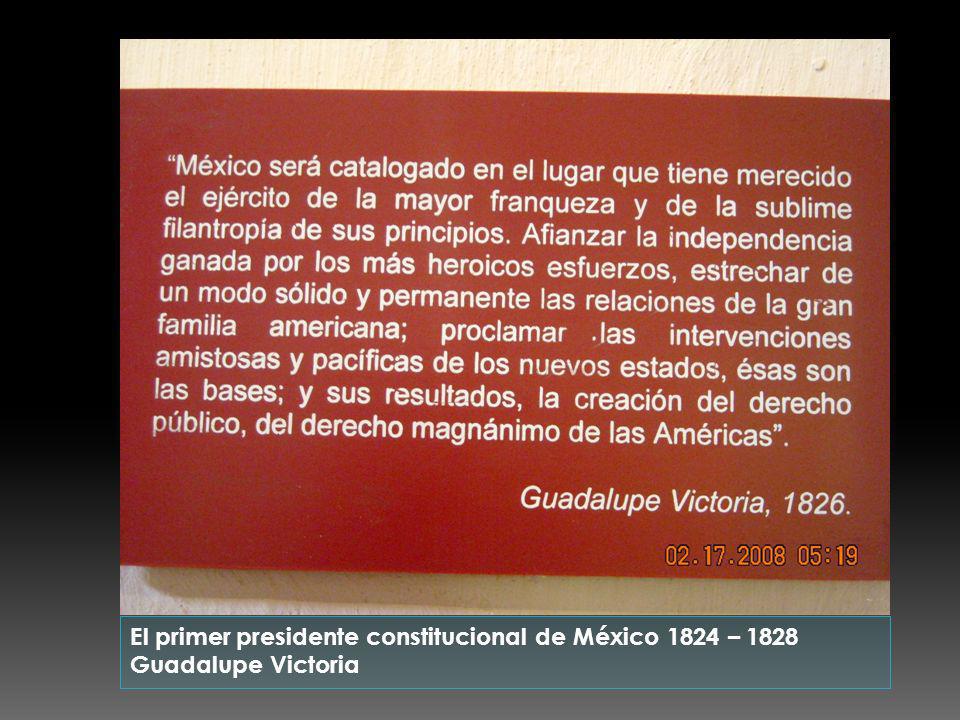 “México será catalogado en el lugar que tiene merecido
el ejército de la mayor franqueza y de la sublime
filantropía de sus principios. Afianzar la independencia
ganada por los más heroicos esfuerzos, estrechar de
un modo sólido y permanente las relaciones de la gran
familia americana; proclamar las intervenciones
amistosas y pacíficas de los nuevos estados, ésas son
las bases; y sus resultados, la creación del derecho
público, del derecho magnánimo de las Américas”.
Guadalupe Victoria, 1826.
02.17.2008 05:19
El primer presidente constitucional de México 1824 – 1828
Guadalupe Victoria